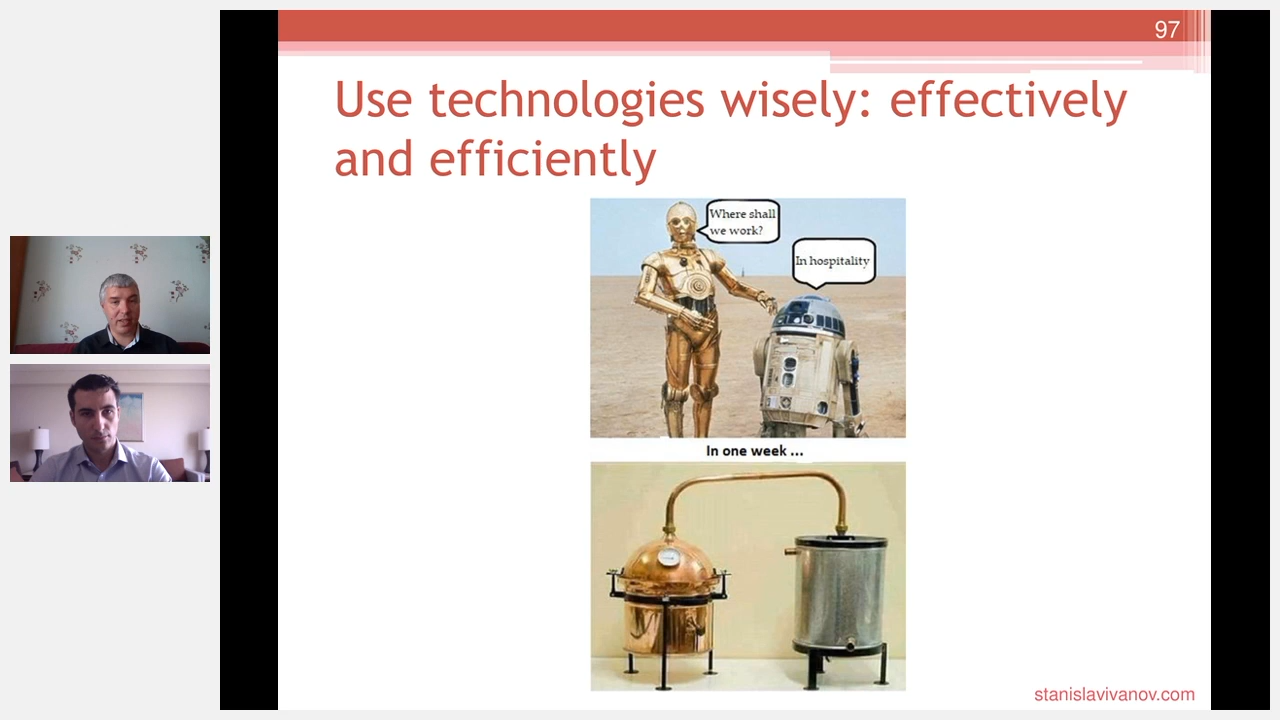 97
Use technologies wisely: effectively
and efficiently
Where shall
we work?
In hospitality
In one week ...
stanislavivanov.com